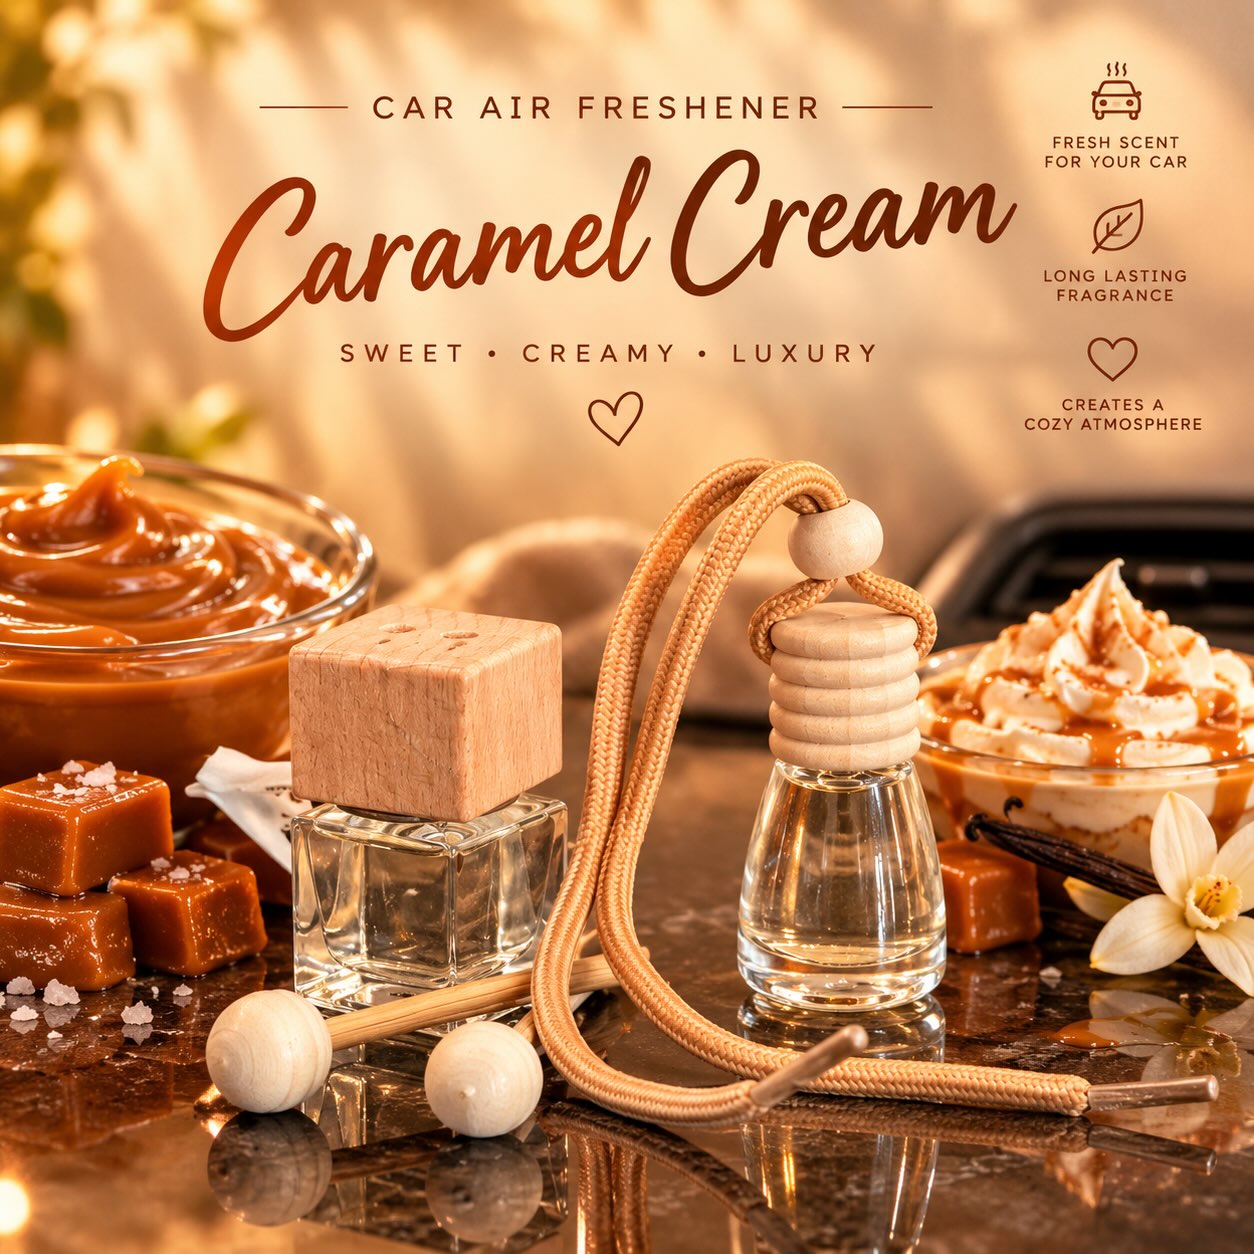 CAR AIR FRESHENER
Caramel Cream
SWEET • CREAMY • LUXURY
FRESH SCENT
FOR YOUR CAR
LONG LASTING
FRAGRANCE
CREATES A
COZY ATMOSPHERE